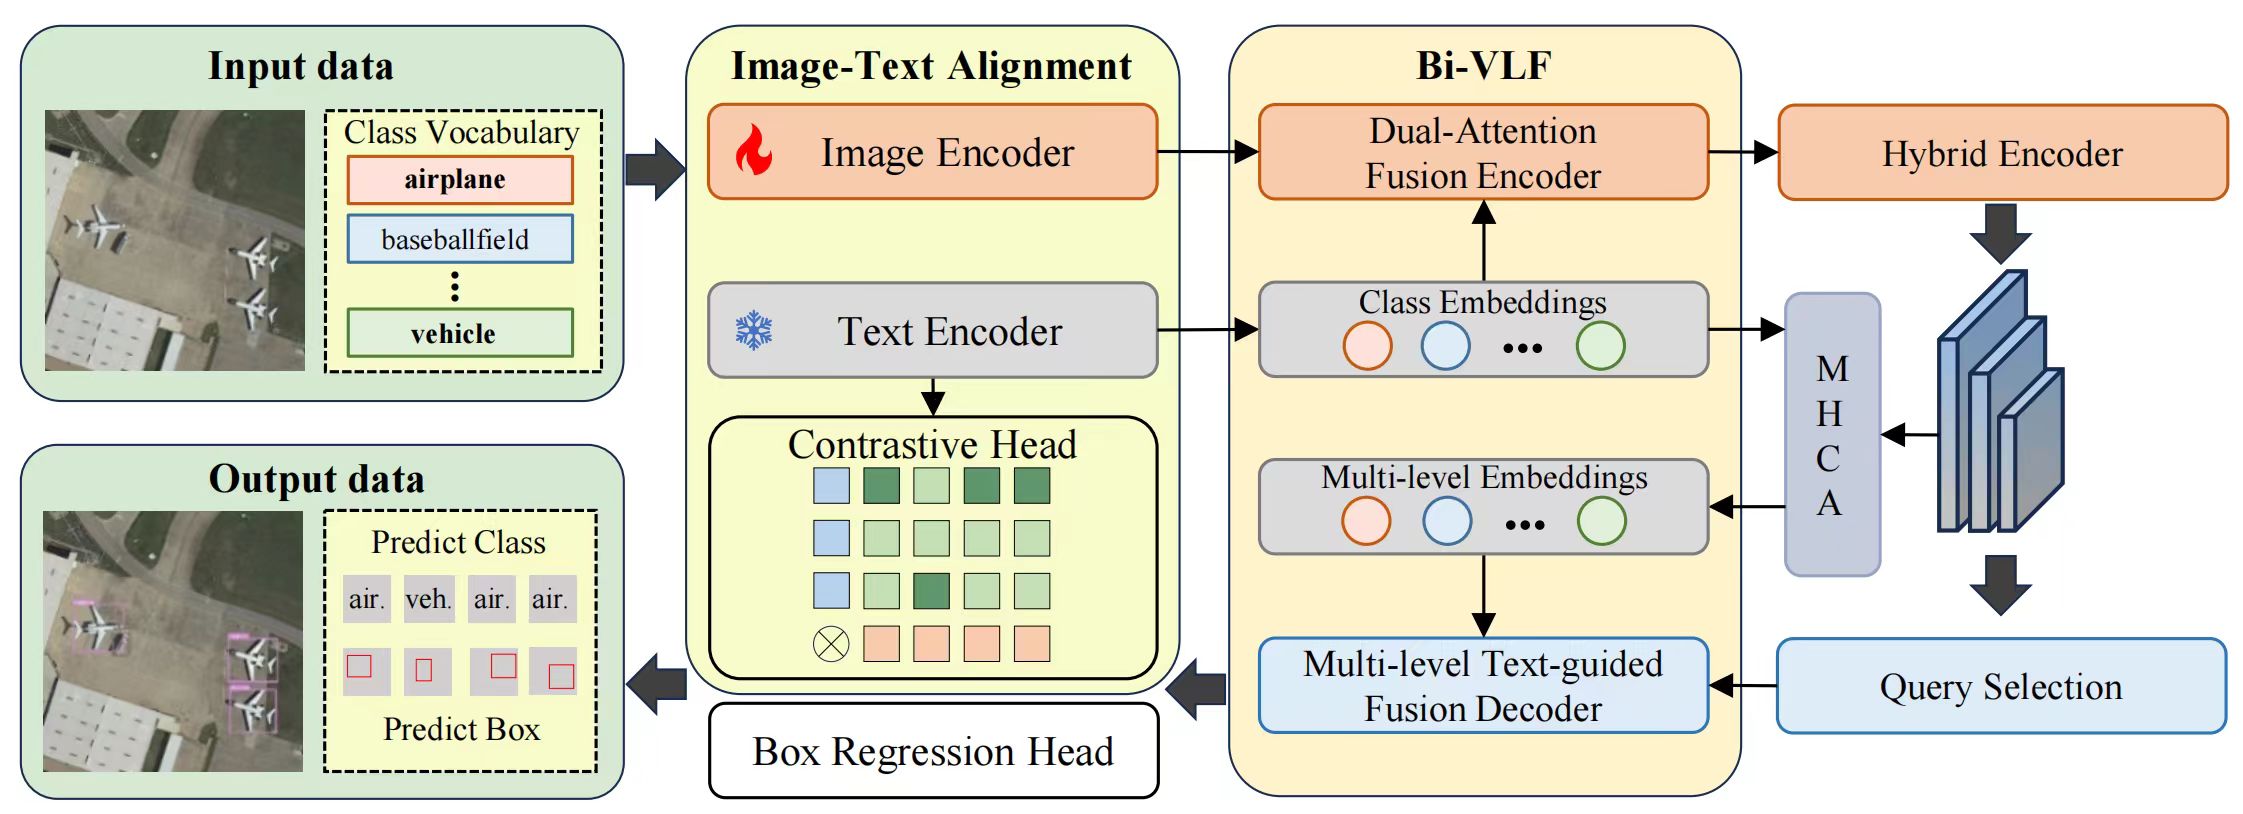 Input data
Class Vocabulary
airplane
baseballfield
vehicle
Output data
Predict Class
air.
veh.
air.
air.
Predict Box
Image-Text Alignment
Image Encoder
Text Encoder
Contrastive Head
Box Regression Head
Bi-VLF
Dual-Attention
Fusion Encoder
Class Embeddings
Multi-level Embeddings
Multi-level Text-guided
Fusion Decoder
Hybrid Encoder
M
H
C
A
Query Selection